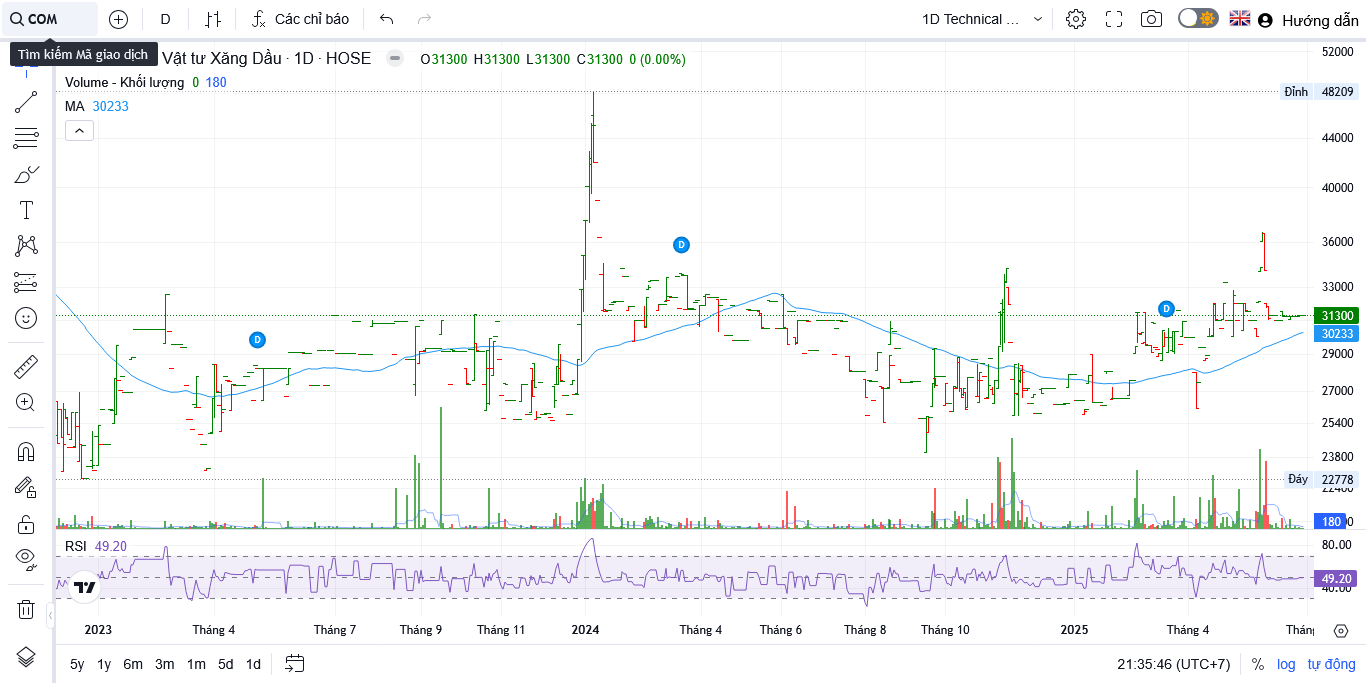 COM
D
Các chỉ báo
1D Technical ...
Hướng dẫn
Tìm kiếm Mã giao dịch
Vật tư Xăng Dầu · 1D · HOSE
O31300 H31300 L31300 C31300 0 (0.00%)
Volume - Khối lượng 0 180
MA 30233
52000
Đỉnh 48209
44000
40000
36000
33000
31300
30233
29000
27000
25400
23800
Đáy 22778
22400
180
D
D
D
T
RSI 49.20
80.00
49.20
40.00
2023 Tháng 4 Tháng 7 Tháng 9 Tháng 11 2024 Tháng 4 Tháng 6 Tháng 8 Tháng 10 2025 Tháng 4 Thán
5y 1y 6m 3m 1m 5d 1d
21:35:46 (UTC+7) % log tự động